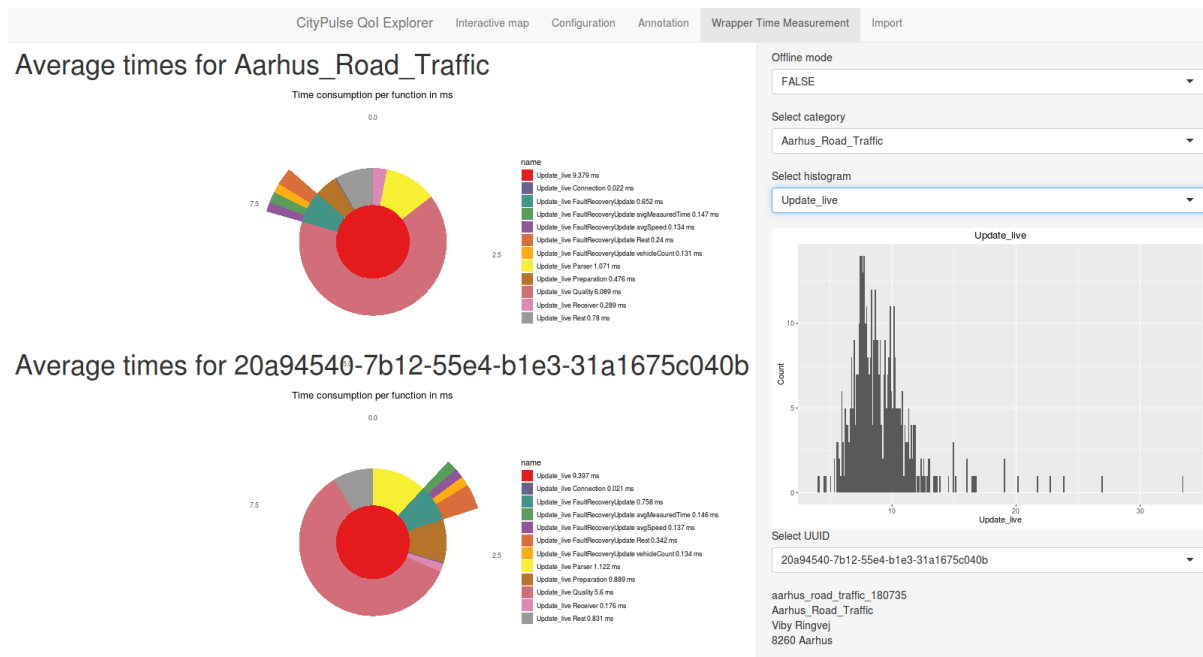 CityPulse QoI Explorer Interactive map Configuration Annotation Wrapper Time Measurement Import
Average times for Aarhus_Road_Traffic
Time consumption per function in ms
0.0
7.5
2.5
name
Update_live 9.379 ms
Update_live Connection 0.022 ms
Update_live FaultRecoveryUpdate 0.652 ms
Update_live FaultRecoveryUpdate avgMeasuredTime 0.147 ms
Update_live FaultRecoveryUpdate avgSpeed 0.134 ms
Update_live FaultRecoveryUpdate Rest 0.24 ms
Update_live FaultRecoveryUpdate vehicleCount 0.131 ms
Update_live Parser 1.071 ms
Update_live Preparation 0.476 ms
Update_live Quality 6.089 ms
Update_live Receiver 0.289 ms
Update_live Rest 0.78 ms
Average times for 20a94540-7b12-55e4-b1e3-31a1675c040b
Time consumption per function in ms
0.0
7.5
2.5
name
Update_live 9.397 ms
Update_live Connection 0.021 ms
Update_live FaultRecoveryUpdate 0.758 ms
Update_live FaultRecoveryUpdate avgMeasuredTime 0.146 ms
Update_live FaultRecoveryUpdate avgSpeed 0.137 ms
Update_live FaultRecoveryUpdate Rest 0.342 ms
Update_live FaultRecoveryUpdate vehicleCount 0.134 ms
Update_live Parser 1.122 ms
Update_live Preparation 0.889 ms
Update_live Quality 5.6 ms
Update_live Receiver 0.176 ms
Update_live Rest 0.831 ms
Offline mode
FALSE
Select category
Aarhus_Road_Traffic
Select histogram
Update_live
Update_live
Count
10
5
0
10 20 30
Update_live
Select UUID
20a94540-7b12-55e4-b1e3-31a1675c040b
aarhus_road_traffic_180735
Aarhus_Road_Traffic
Viby Ringvej
8260 Aarhus